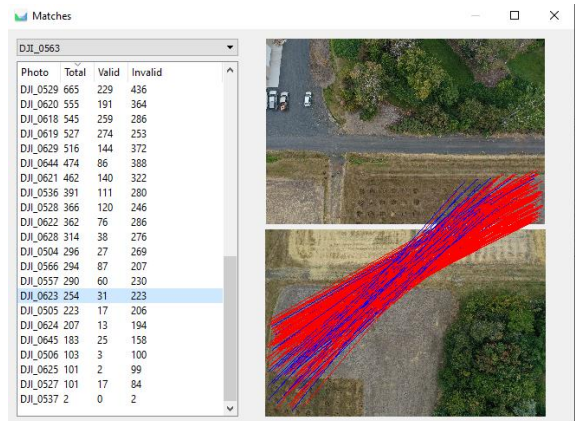 Matches
DJI_0563
Photo Total Valid Invalid
DJI_0529 665 229 436
DJI_0620 555 191 364
DJI_0618 545 259 286
DJI_0619 527 274 253
DJI_0629 516 144 372
DJI_0644 474 86 388
DJI_0621 462 140 322
DJI_0536 391 111 280
DJI_0528 366 120 246
DJI_0622 362 76 286
DJI_0628 314 38 276
DJI_0504 296 27 269
DJI_0566 294 87 207
DJI_0557 290 60 230
DJI_0623 254 31 223
DJI_0505 223 17 206
DJI_0624 207 13 194
DJI_0645 183 25 158
DJI_0506 103 3 100
DJI_0625 101 2 99
DJI_0527 101 17 84
DJI_0537 2 0 2